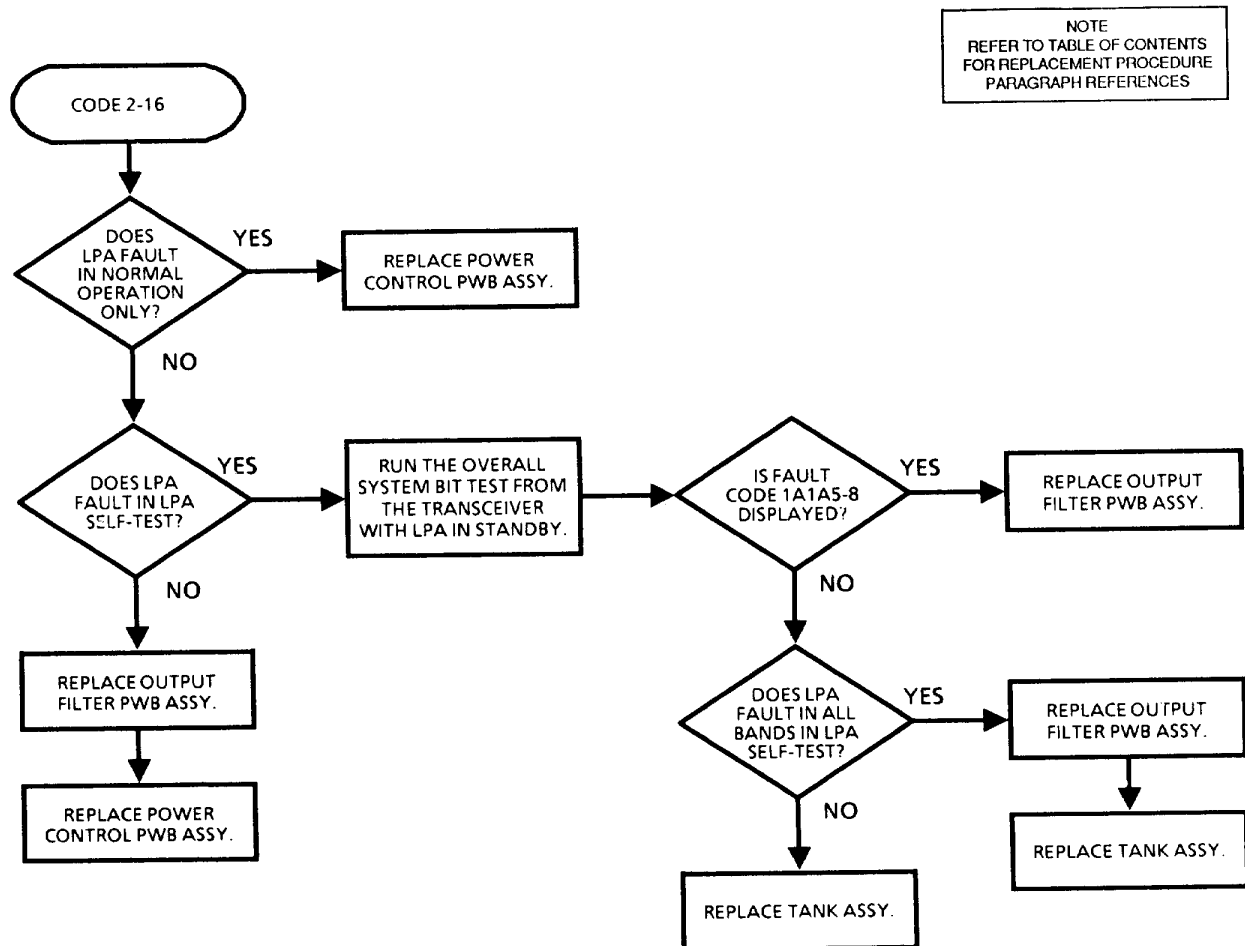 NOTE
REFER TO TABLE OF CONTENTS
FOR REPLACEMENT PROCEDURE
PARAGRAPH REFERENCES
CODE 2-16
DOES
LPA FAULT
IN NORMAL
OPERATION
ONLY?
YES
REPLACE POWER
CONTROL PWB ASSY.
NO
DOES LPA
FAULT IN LPA
SELF-TEST?
YES
RUN THE OVERALL
SYSTEM BIT TEST FROM
THE TRANSCEIVER
WITH LPA IN STANDBY.
IS FAULT
CODE 1A1A5-8
DISPLAYED?
YES
REPLACE OUTPUT
FILTER PWB ASSY.
NO
NO
REPLACE OUTPUT
FILTER PWB ASSY.
REPLACE POWER
CONTROL PWB ASSY.
DOES LPA
FAULT IN ALL
BANDS IN LPA
SELF-TEST?
YES
REPLACE OUTPUT
FILTER PWB ASSY.
REPLACE TANK ASSY.
NO
REPLACE TANK ASSY.